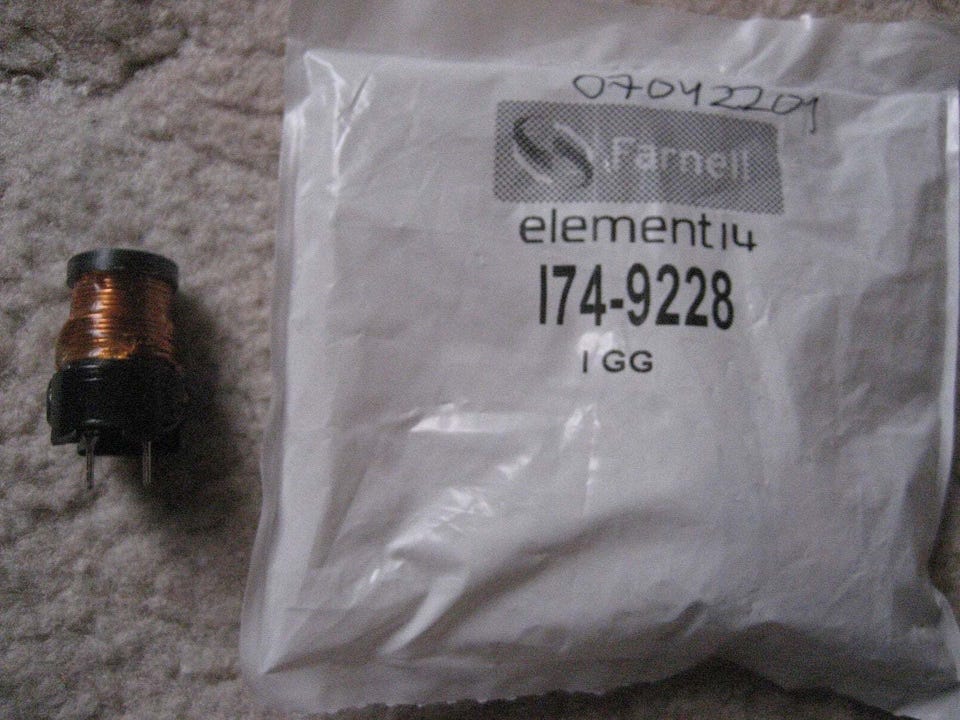 07042201
Farnell
element14
174-9228
1 GG